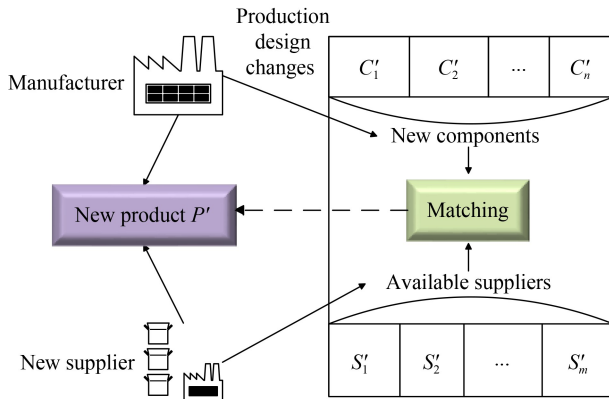 Production
design
changes
C′₁ C′₂ ... C′ₙ
Manufacturer
New components
New product P′
Matching
Available suppliers
New supplier
S′₁ S′₂ ... S′ₘ